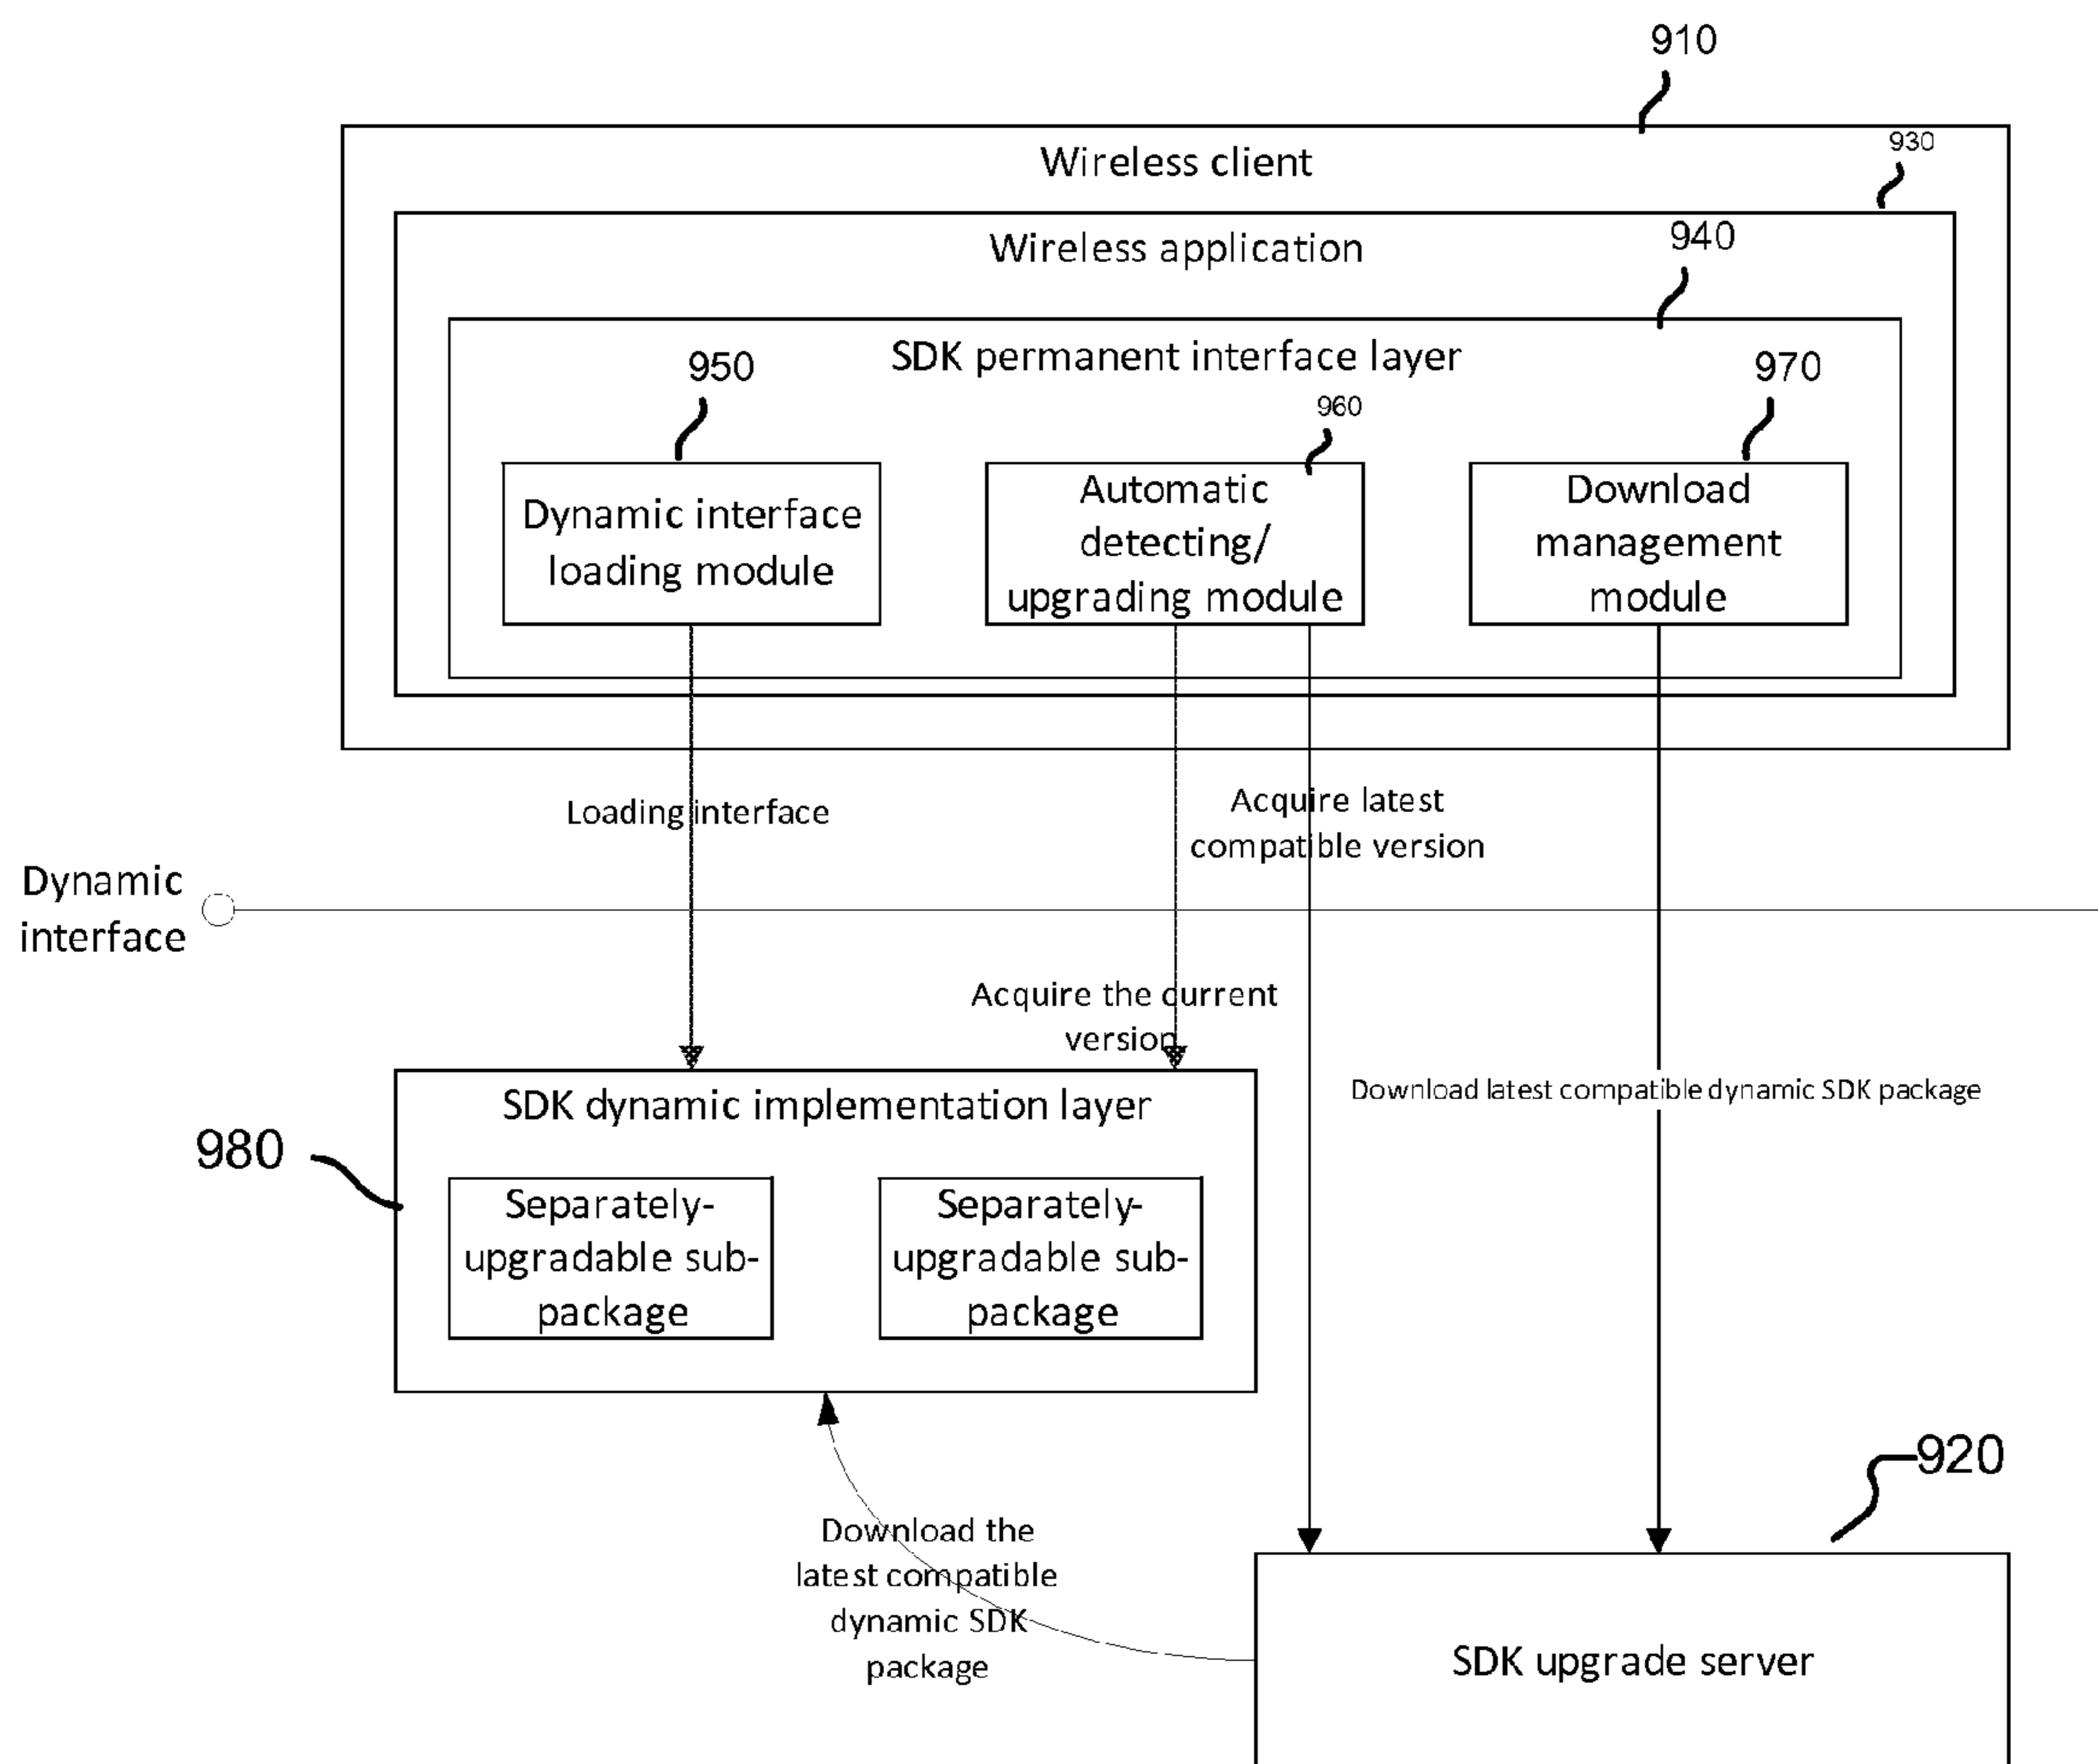 910
Wireless client
930
Wireless application
940
SDK permanent interface layer
950
960
970
Dynamic interface
loading module
Automatic
detecting/
upgrading module
Download
management
module
Loading interface
Acquire latest
compatible version
Dynamic
interface
Acquire the current
version
Download latest compatible dynamic SDK package
SDK dynamic implementation layer
980
Separately-
upgradable sub-
package
Separately-
upgradable sub-
package
920
Download the
latest compatible
dynamic SDK
package
SDK upgrade server